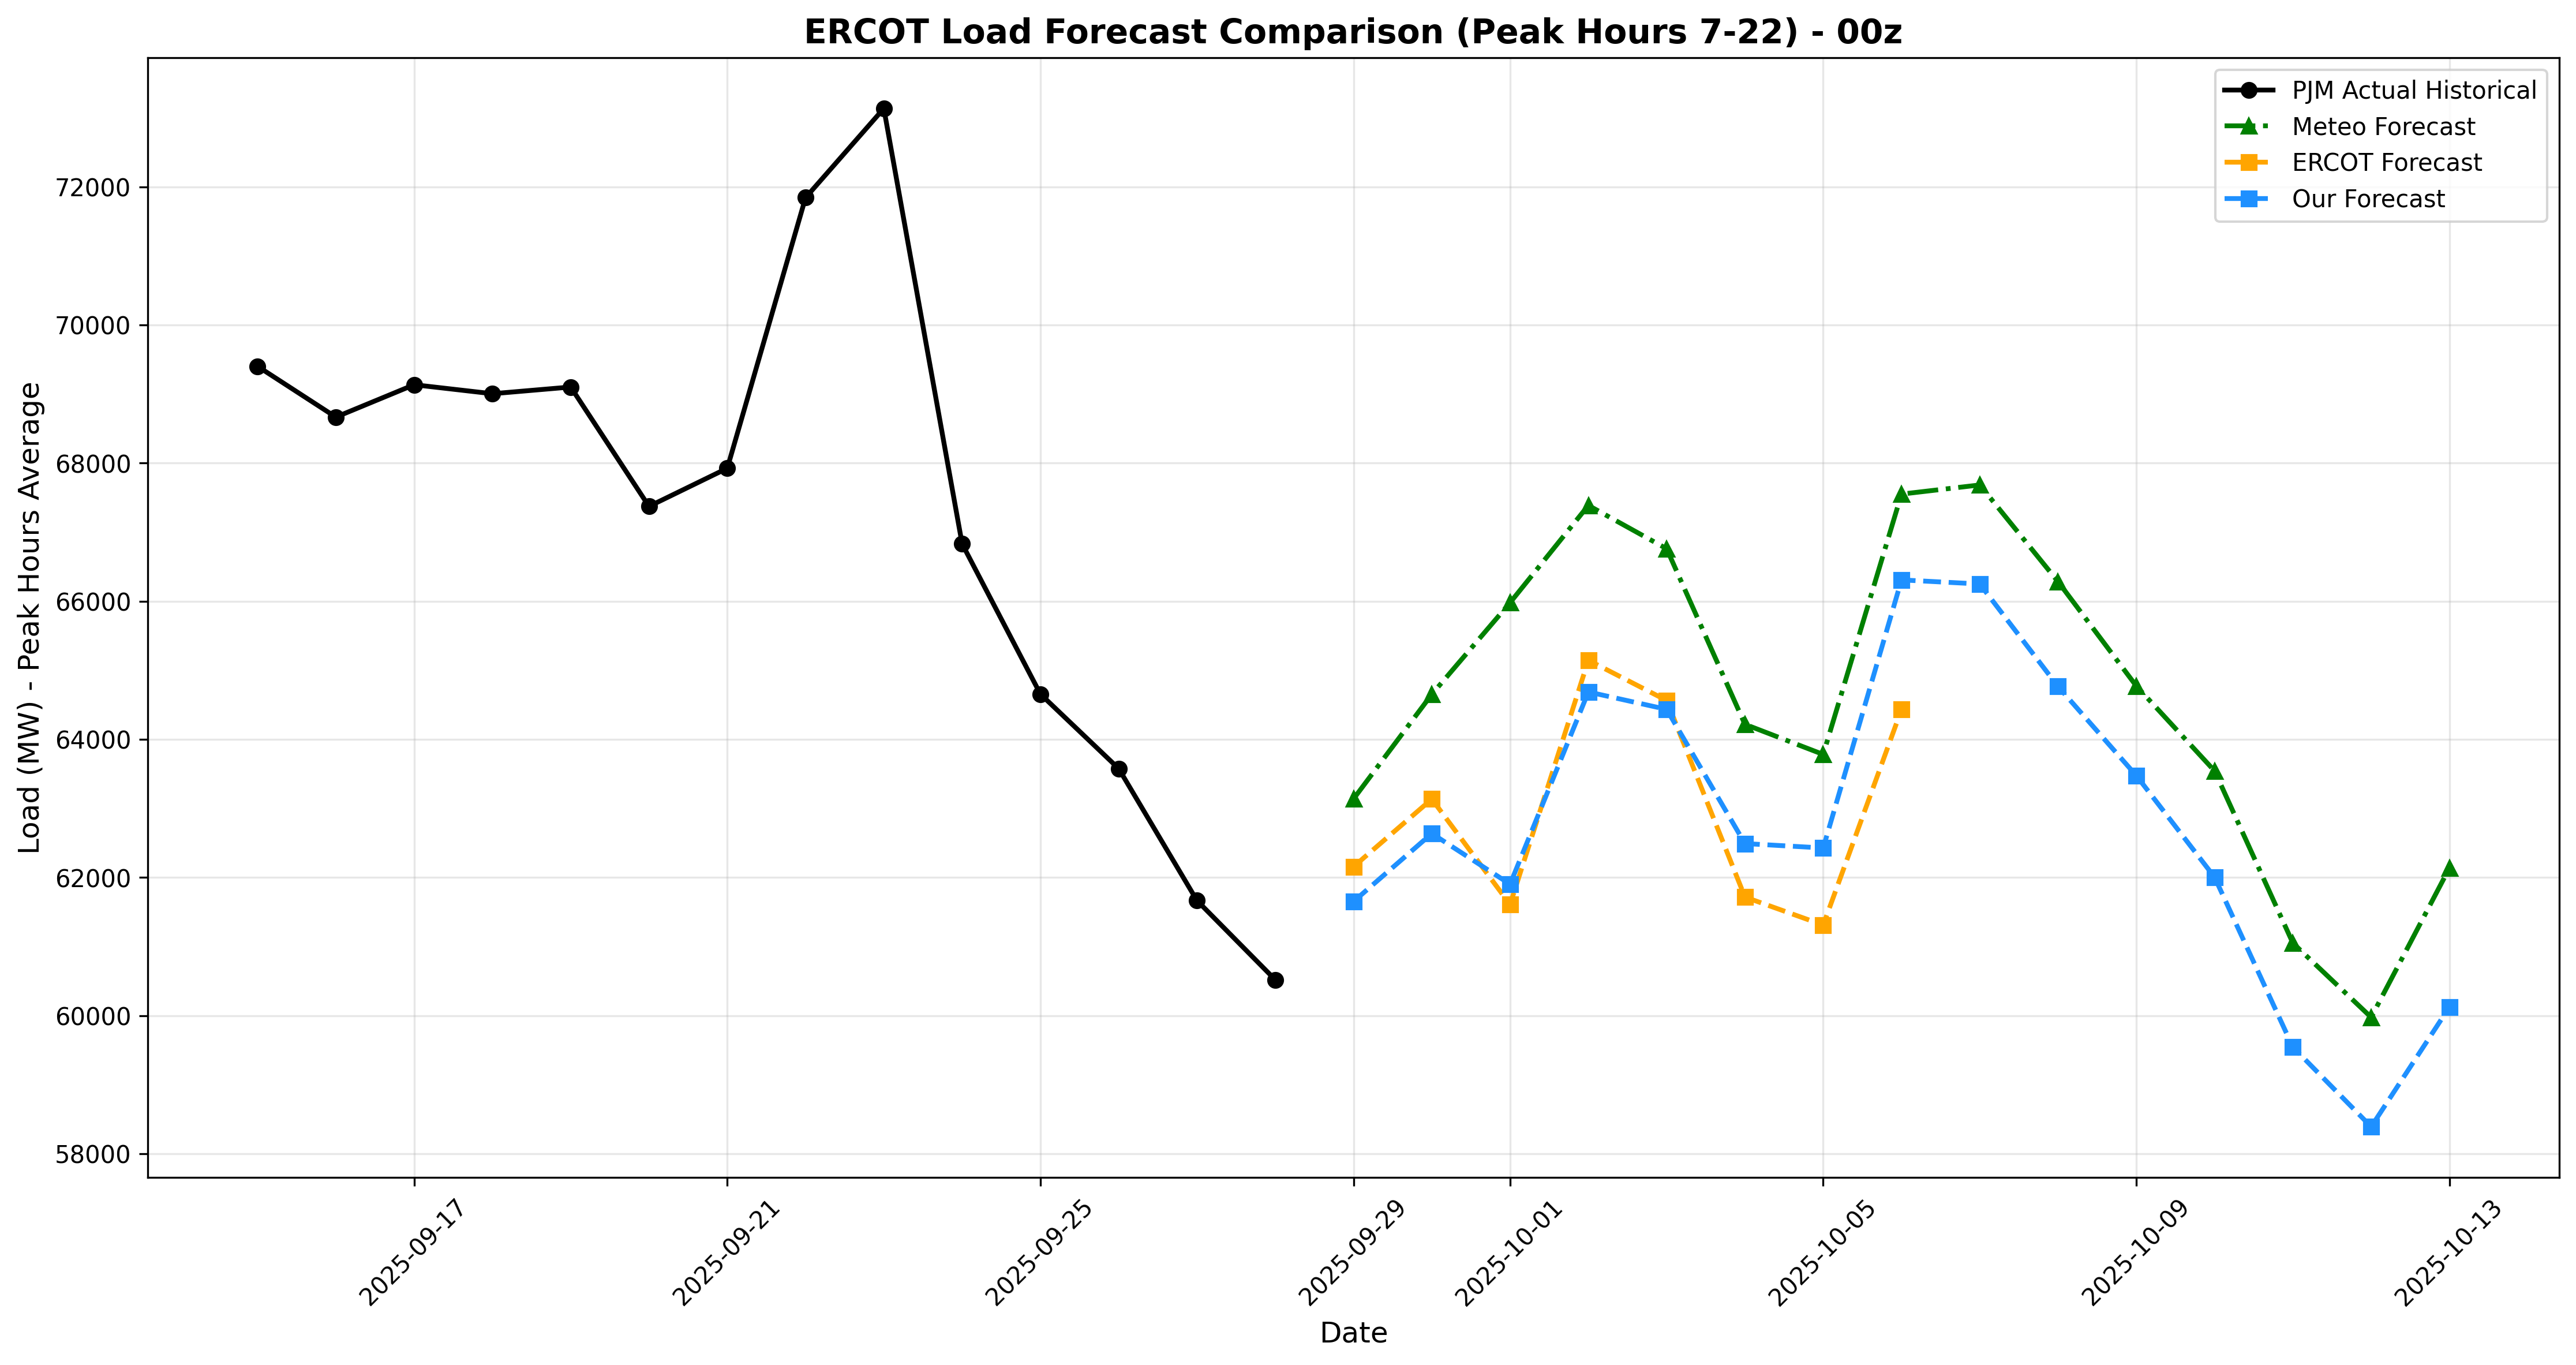 ERCOT Load Forecast Comparison (Peak Hours 7-22) - 00z
PJM Actual Historical
Meteo Forecast
ERCOT Forecast
Our Forecast
Load (MW) - Peak Hours Average
72000
70000
68000
66000
64000
62000
60000
58000
2025-09-17
2025-09-21
2025-09-25
2025-09-29
2025-10-01
2025-10-05
2025-10-09
2025-10-13
Date